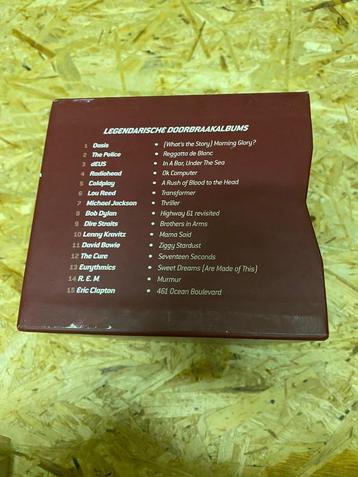 LEGENDARISCHE DOORBRAAKALBUMS
1 Oasis • (What's the Story) Morning Glory?
2 The Police • Reggatta de Blanc
3 dEUS • In A Bar, Under The Sea
4 Radiohead • Ok Computer
5 Coldplay • A Rush of Blood to the Head
6 Lou Reed • Transformer
7 Michael Jackson • Thriller
8 Bob Dylan • Highway 61 revisited
9 Dire Straits • Brothers in Arms
10 Lenny Kravitz • Mama Said
11 David Bowie • Ziggy Stardust
12 The Cure • Seventeen Seconds
13 Eurythmics • Sweet Dreams (Are Made of This)
14 R.E.M. • Murmur
15 Eric Clapton • 461 Ocean Boulevard